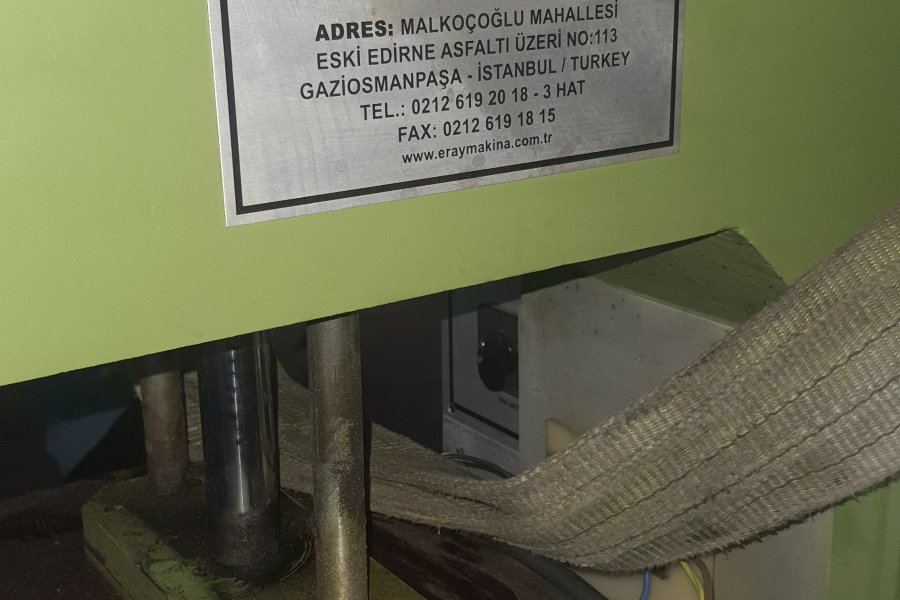 ADRES: MALKOÇOĞLU MAHALLESİ
ESKİ EDİRNE ASFALTI ÜZERİ NO:113
GAZİOSMANPAŞA - İSTANBUL / TURKEY
TEL.: 0212 619 20 18 - 3 HAT
FAX: 0212 619 18 15
www.eraymakina.com.tr